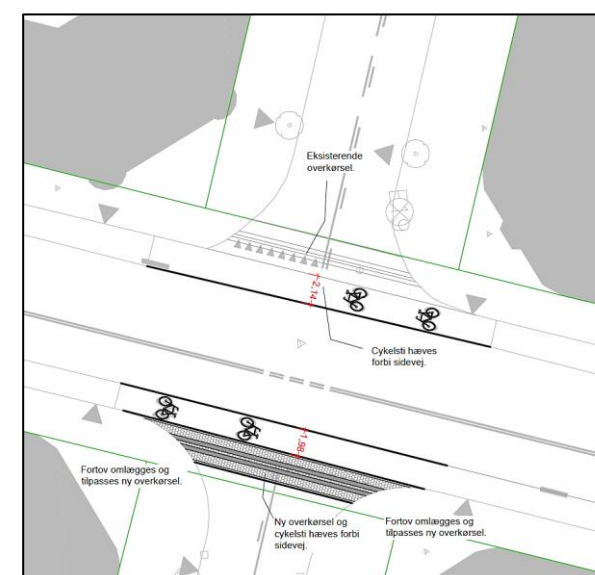 Eksisterende
overkørsel.
2,14
Cykelsti hæves
forbi sidevej.
1,98
Fortov omlægges og
tilpasses ny overkørsel.
Ny overkørsel og
cykelsti hæves forbi
sidevej.
Fortov omlægges og
tilpasses ny overkørsel.